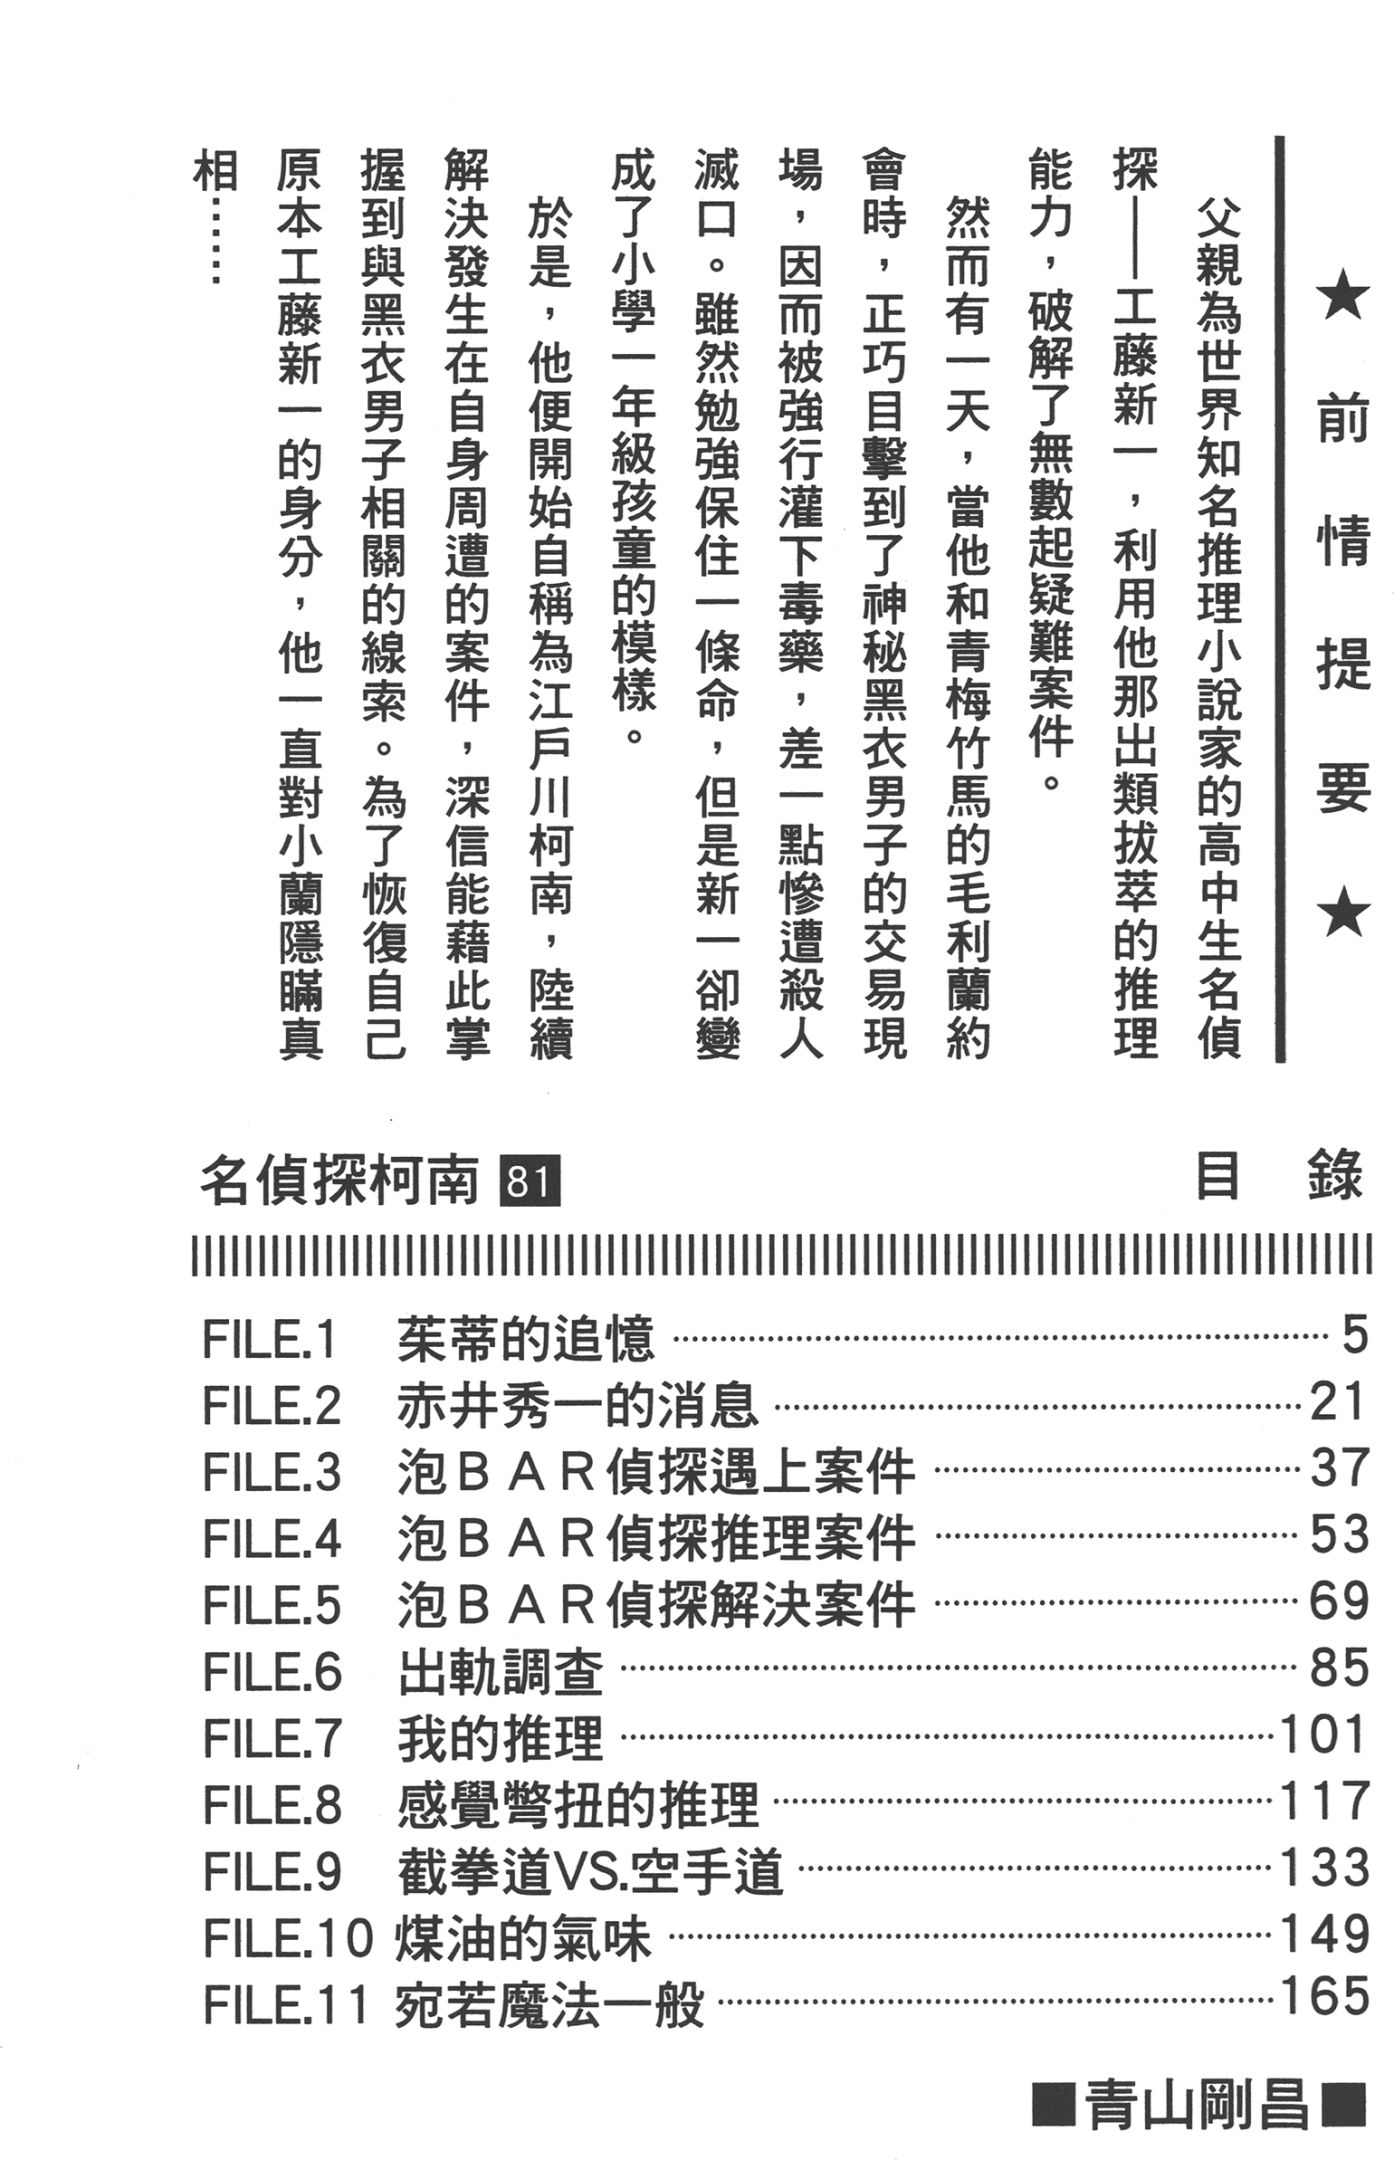 ★前情提要★
父親為世界知名推理小說家的高中生名偵
探——工藤新一，利用他那出類拔萃的推理
能力，破解了無數起疑難案件。
然而有一天，當他和青梅竹馬的毛利蘭約
會時，正巧目擊到了神秘黑衣男子的交易現
場，因而被強行灌下毒藥，差一點慘遭殺人
滅口。雖然勉強保住一條命，但是新一卻變
成了小學一年級孩童的模樣。
於是，他便開始自稱為江戶川柯南，陸續
解決發生在自身周遭的案件，深信能藉此掌
握到與黑衣男子相關的線索。為了恢復自己
原本工藤新一的身分，他一直對小蘭隱瞞真
相……
名偵探柯南 81 目錄
FILE.1 茱蒂的追憶 ……… 5
FILE.2 赤井秀一的消息 ……… 21
FILE.3 泡ＢＡＲ偵探遇上案件 ……… 37
FILE.4 泡ＢＡＲ偵探推理案件 ……… 53
FILE.5 泡ＢＡＲ偵探解決案件 ……… 69
FILE.6 出軌調查 ……… 85
FILE.7 我的推理 ……… 101
FILE.8 感覺彆扭的推理 ……… 117
FILE.9 截拳道VS.空手道 ……… 133
FILE.10 煤油的氣味 ……… 149
FILE.11 宛若魔法一般 ……… 165
■青山剛昌■